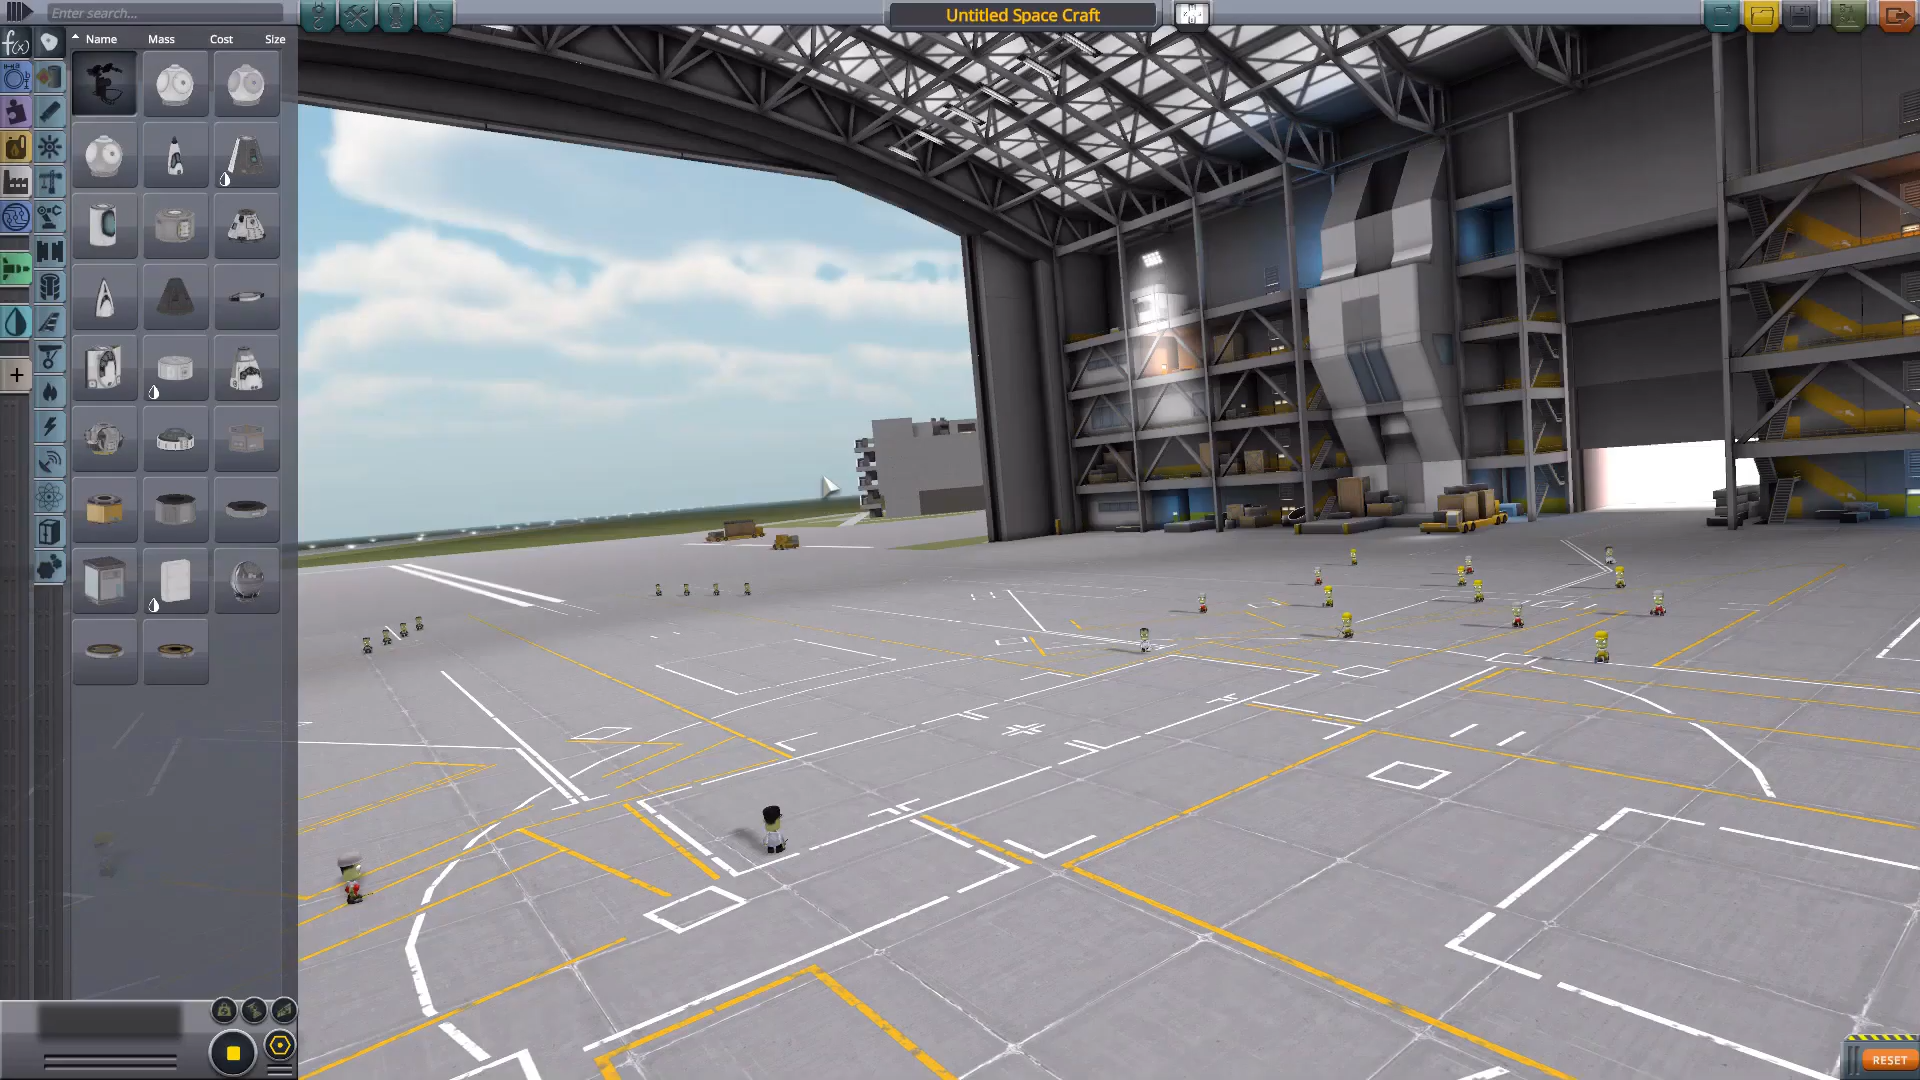 Enter search...
Untitled Space Craft
Name Mass Cost Size
f(x)
RESET